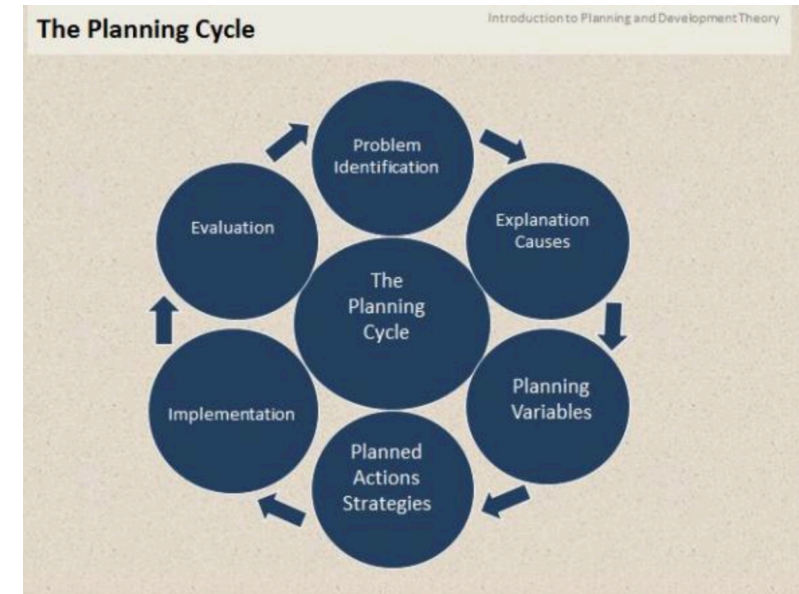 The Planning Cycle
Introduction to Planning and Development Theory
Problem
Identification
Explanation
Causes
Planning
Variables
Planned
Actions
Strategies
Implementation
Evaluation
The
Planning
Cycle